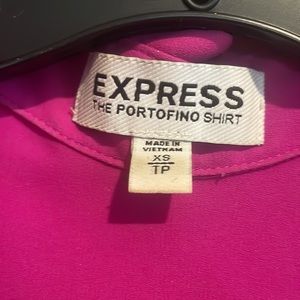 EXPRESS
THE PORTOFINO SHIRT
MADE IN
VIETNAM
XS
TP